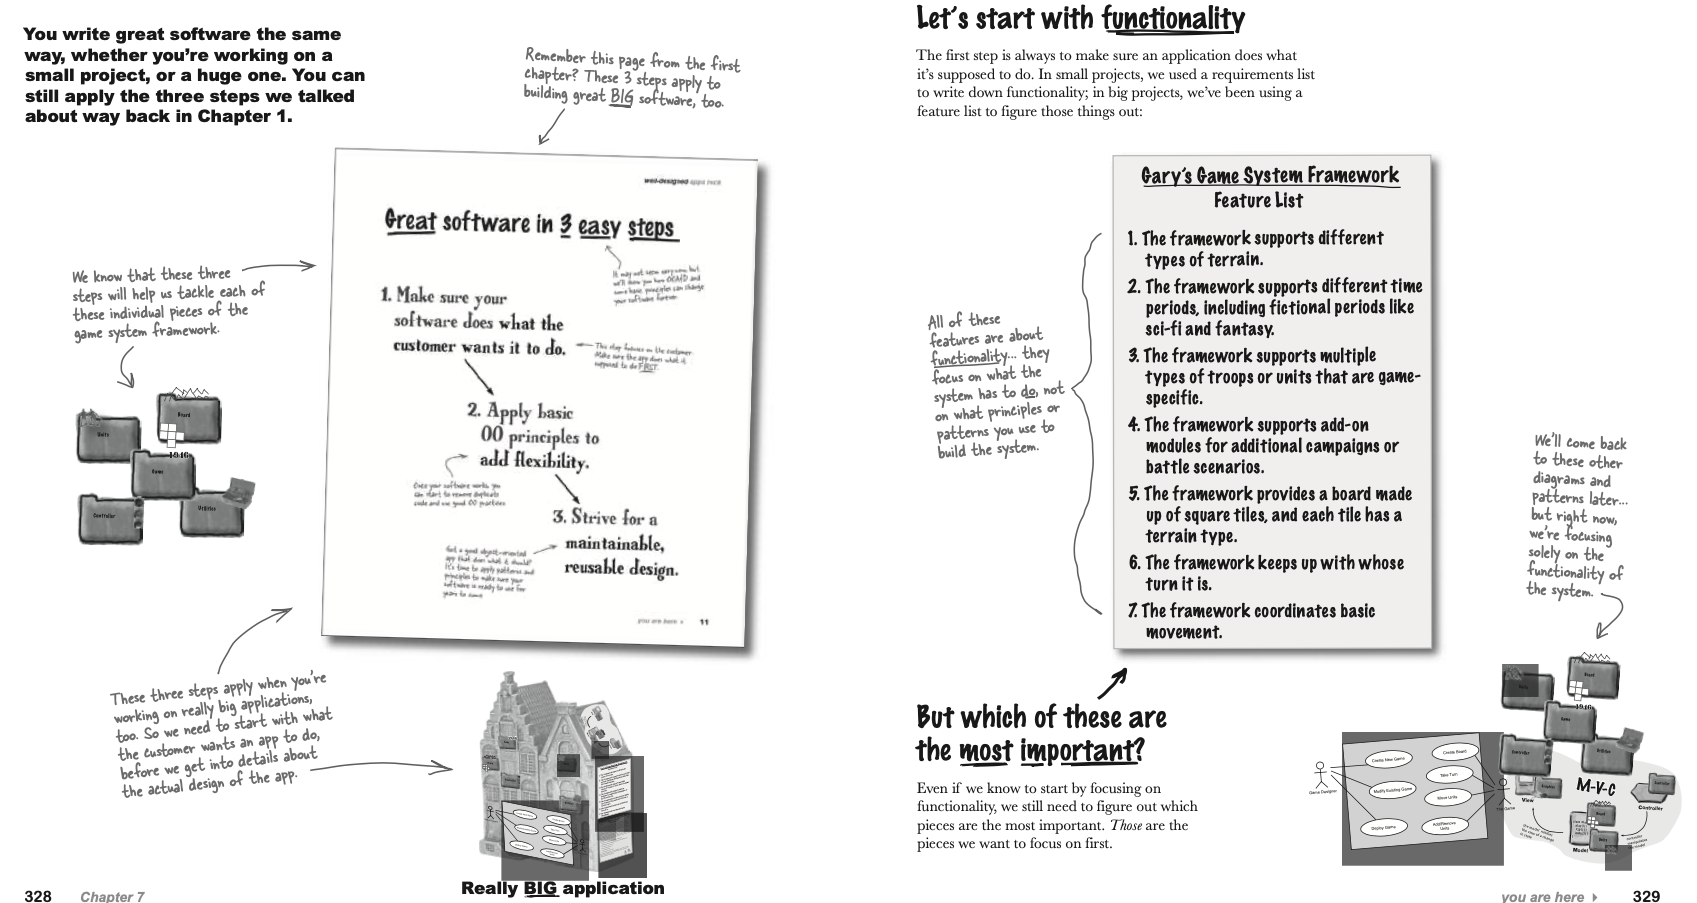 You write great software the same
way, whether you're working on a
small project, or a huge one. You can
still apply the three steps we talked
about way back in Chapter 1.
Remember this page from the first
chapter? These 3 steps apply to
building great BIG software, too.
We know that these three
steps will help us tackle each of
these individual pieces of the
game system framework.
Units
Board
1946
Game
Controller
Utilities
well-designed apps rock
Great software in 3 easy steps
It may not seem easy now, but
we'll show you how OOA&D and
some basic principles can change
your software forever.
1. Make sure your
software does what the
customer wants it to do.
This step focuses on the customer.
Make sure the app does what it's
supposed to do FIRST.
2. Apply basic
OO principles to
add flexibility.
Once your software works, you
can start to remove duplicate
code and use good OO practices
3. Strive for a
maintainable,
reusable design.
Got a good object-oriented
app that does what it should?
It's time to apply patterns and
principles to make sure your
software is ready to use for
years to come.
you are here
11
These three steps apply when you're
working on really big applications,
too. So we need to start with what
the customer wants an app to do,
before we get into details about
the actual design of the app.
Really BIG application
328
Chapter 7
Let's start with functionality
The first step is always to make sure an application does what
it's supposed to do. In small projects, we used a requirements list
to write down functionality; in big projects, we've been using a
feature list to figure those things out:
Gary's Game System Framework
Feature List
1. The framework supports different
types of terrain.
2. The framework supports different time
periods, including fictional periods like
sci-fi and fantasy.
3. The framework supports multiple
types of troops or units that are game-
specific.
4. The framework supports add-on
modules for additional campaigns or
battle scenarios.
5. The framework provides a board made
up of square tiles, and each tile has a
terrain type.
6. The framework keeps up with whose
turn it is.
7. The framework coordinates basic
movement.
All of these
features are about
functionality... they
focus on what the
system has to do, not
on what principles or
patterns you use to
build the system.
We'll come back
to these other
diagrams and
patterns later...
but right now,
we're focusing
solely on the
functionality of
the system.
But which of these are
the most important?
Even if we know to start by focusing on
functionality, we still need to figure out which
pieces are the most important. Those are the
pieces we want to focus on first.
Game Designer
Create New Game
Modify Existing Game
Deploy Game
Create Board
Take Turn
Move Units
Add/Remove
Units
Board
1946
Game
Controller
Utilities
M-V-C
View
Controller
Model
you are here
329